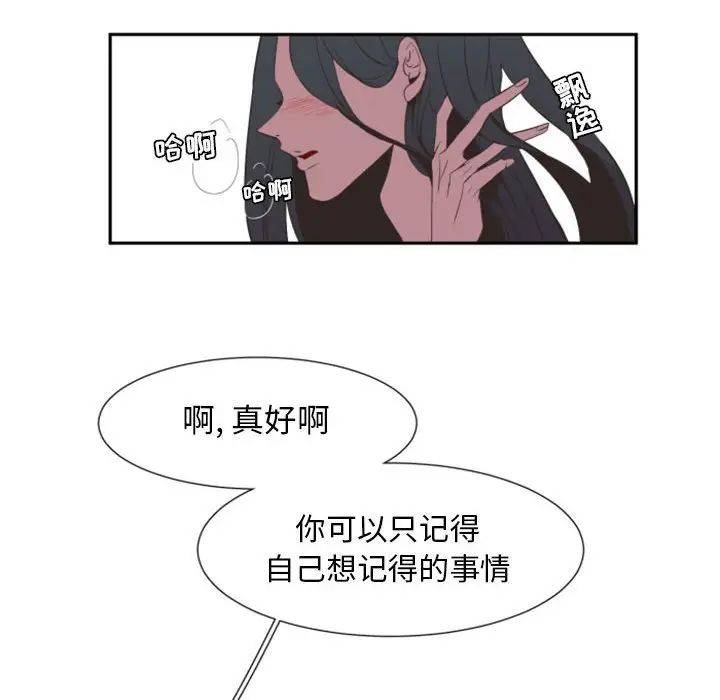 哈啊
哈啊
飘逸
啊, 真好啊
你可以只记得
自己想记得的事情